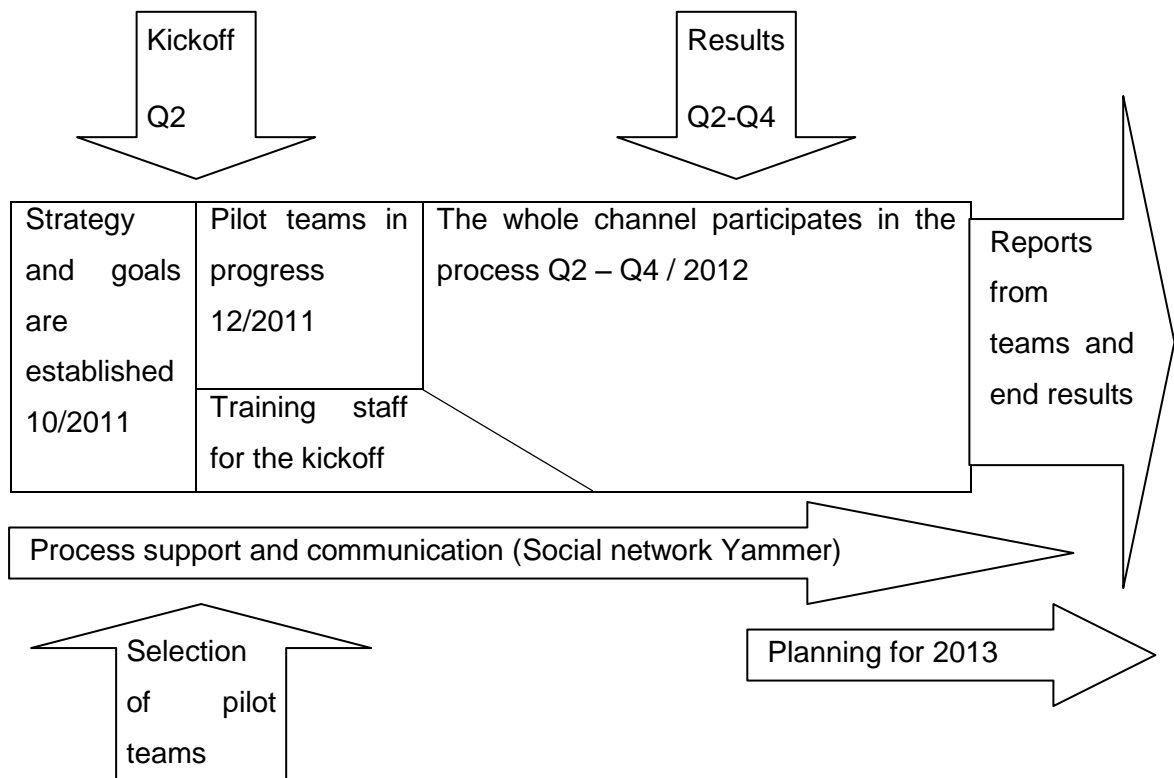 Kickoff
Q2
Results
Q2-Q4
Strategy
and goals
are
established
10/2011
Pilot teams in
progress
12/2011
Training staff
for the kickoff
The whole channel participates in the
process Q2 – Q4 / 2012
Reports
from
teams and
end results
Process support and communication (Social network Yammer)
Selection
of pilot
teams
Planning for 2013